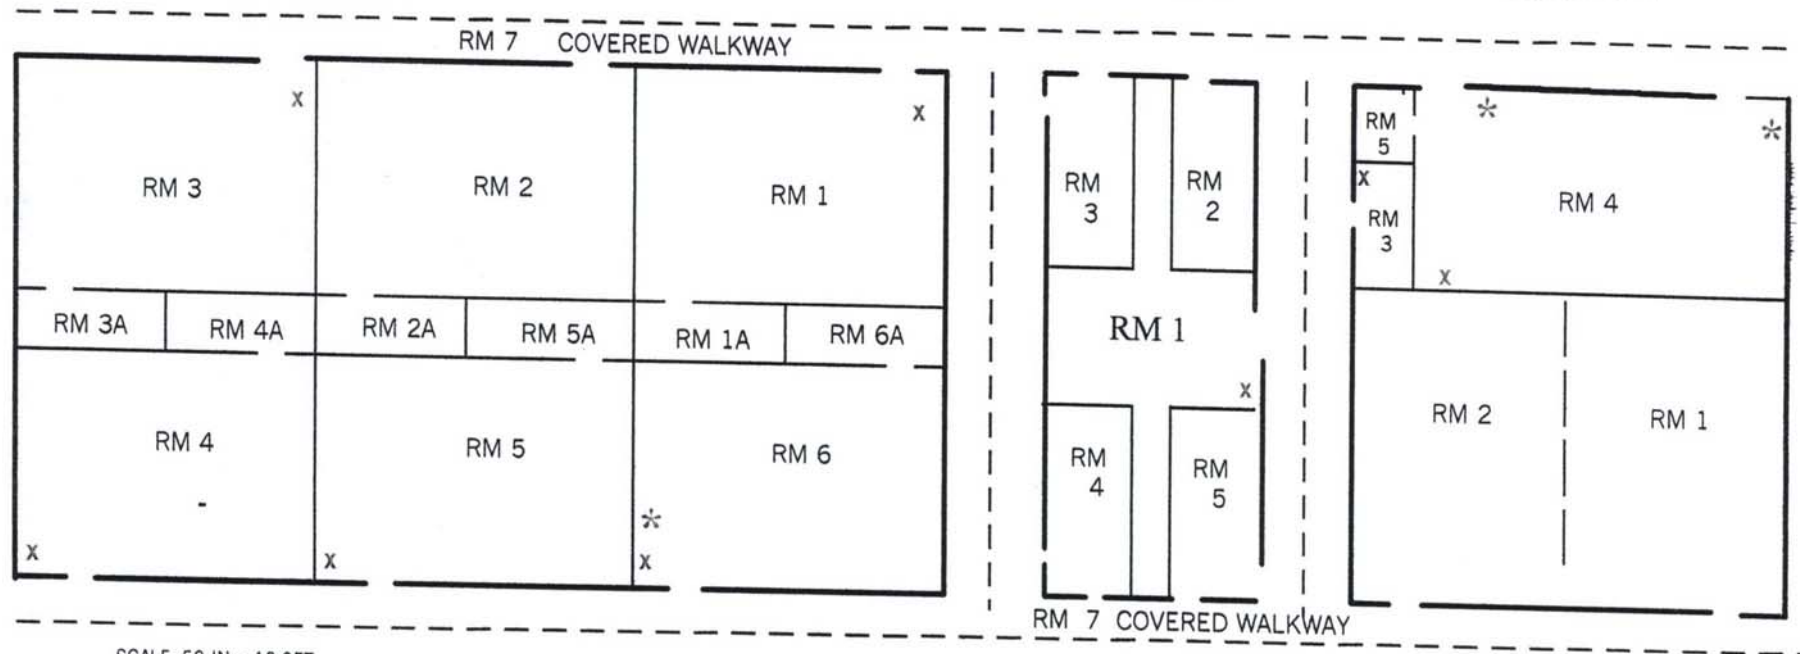 RM 7 COVERED WALKWAY
x
x
*
*
RM 3
RM 2
RM 1
RM 3A
RM 4A
RM 2A
RM 5A
RM 1A
RM 6A
RM 4
RM 5
RM 6
*
x
x
x
RM
3
RM
2
RM 1
x
RM
4
RM
5
RM
5
x
RM
3
RM 4
x
RM 2
RM 1
RM 7 COVERED WALKWAY